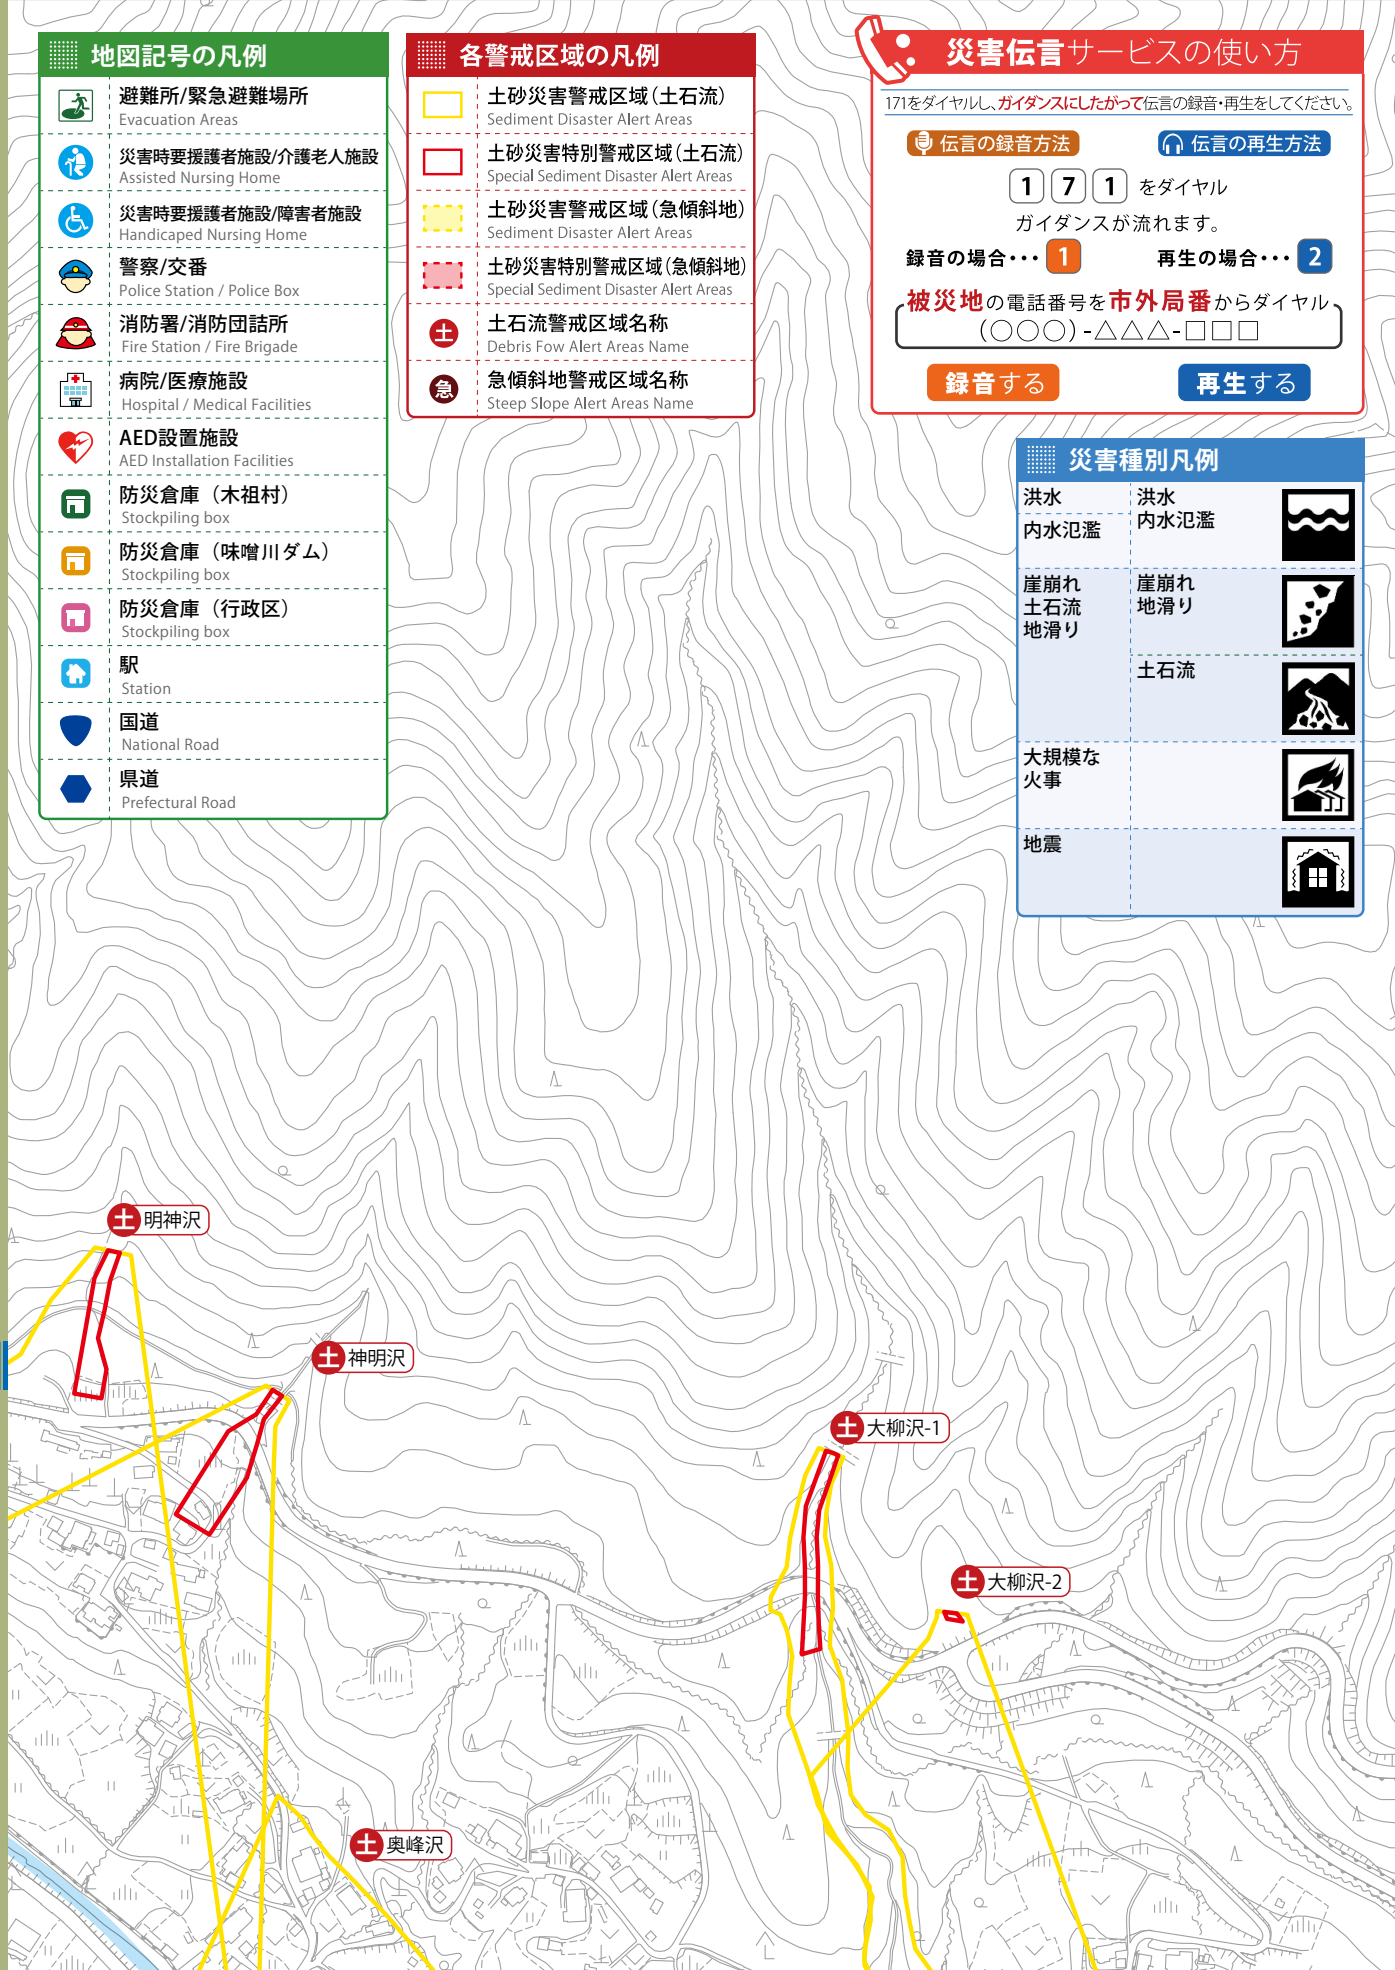 地図記号の凡例
避難所/緊急避難場所
Evacuation Areas
災害時要援護者施設/介護老人施設
Assisted Nursing Home
災害時要援護者施設/障害者施設
Handicaped Nursing Home
警察/交番
Police Station / Police Box
消防署/消防団詰所
Fire Station / Fire Brigade
病院/医療施設
Hospital / Medical Facilities
AED設置施設
AED Installation Facilities
防災倉庫（木祖村）
Stockpiling box
防災倉庫（味噌川ダム）
Stockpiling box
防災倉庫（行政区）
Stockpiling box
駅
Station
国道
National Road
県道
Prefectural Road
各警戒区域の凡例
土砂災害警戒区域（土石流）
Sediment Disaster Alert Areas
土砂災害特別警戒区域（土石流）
Special Sediment Disaster Alert Areas
土砂災害警戒区域（急傾斜地）
Sediment Disaster Alert Areas
土砂災害特別警戒区域（急傾斜地）
Special Sediment Disaster Alert Areas
土 土石流警戒区域名称
Debris Fow Alert Areas Name
急 急傾斜地警戒区域名称
Steep Slope Alert Areas Name
災害伝言サービスの使い方
171をダイヤルし、ガイダンスにしたがって伝言の録音・再生をしてください。
伝言の録音方法 伝言の再生方法
1 7 1 をダイヤル
ガイダンスが流れます。
録音の場合・・・ 1 再生の場合・・・ 2
被災地の電話番号を市外局番からダイヤル
(○○○)-△△△-□□□
録音する 再生する
災害種別凡例
洪水
内水氾濫
洪水
内水氾濫
崖崩れ
土石流
地滑り
崖崩れ
地滑り
土石流
大規模な
火事
地震
土 明神沢
土 神明沢
土 大柳沢-1
土 大柳沢-2
土 奥峰沢